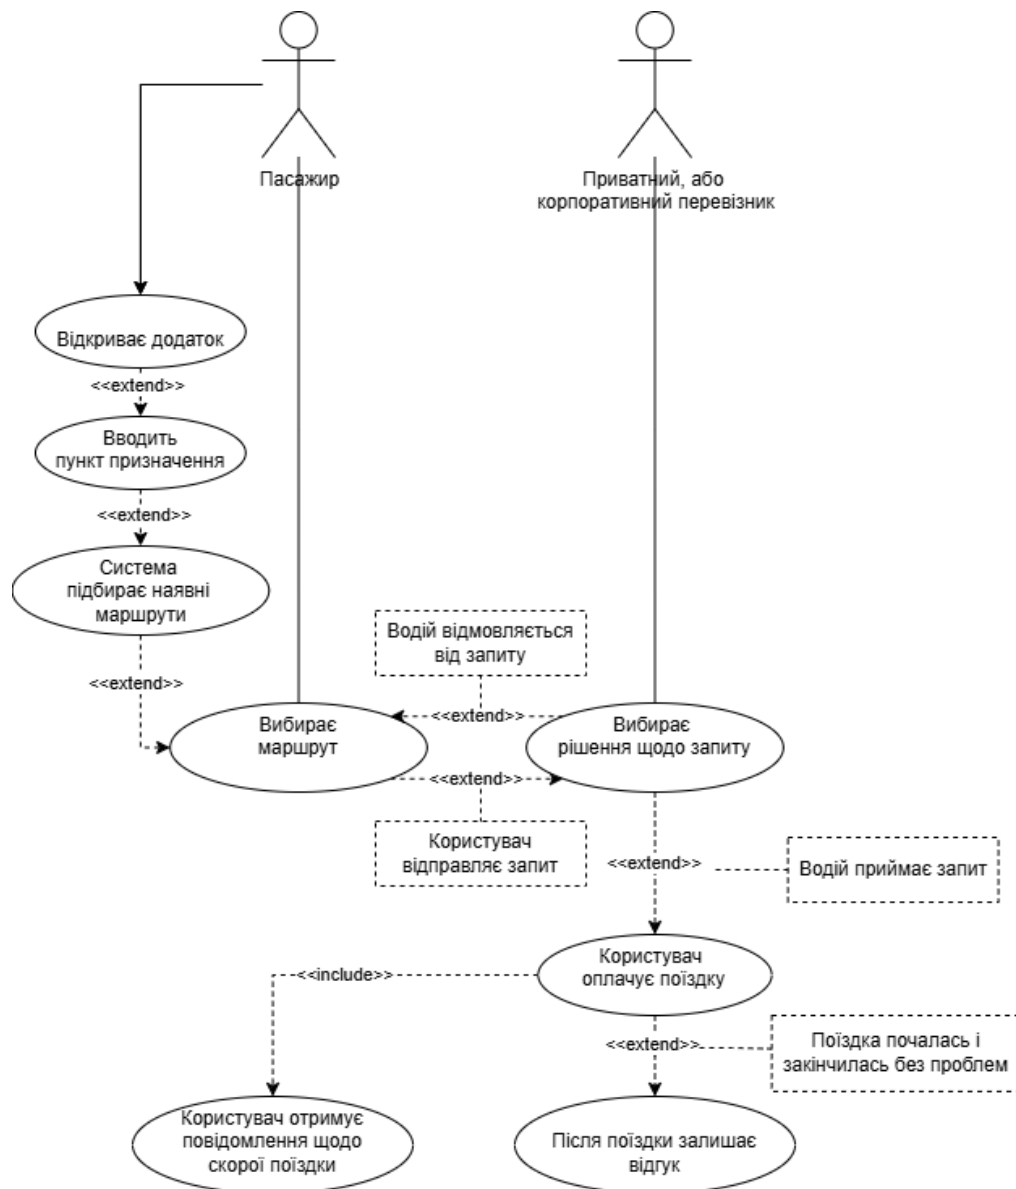 Пасажир
Приватний, або
корпоративний перевізник
Відкриває додаток
<<extend>>
Вводить
пункт призначення
<<extend>>
Система
підбирає наявні
маршрути
<<extend>>
Водій відмовляється
від запиту
Вибирає
маршрут
<<extend>>
Вибирає
рішення щодо запиту
<<extend>>
Користувач
відправляє запит
<<extend>>
Водій приймає запит
Користувач
оплачує поїздку
<<include>>
<<extend>>
Поїздка почалась і
закінчилась без проблем
Користувач отримує
повідомлення щодо
скорої поїздки
Після поїздки залишає
відгук